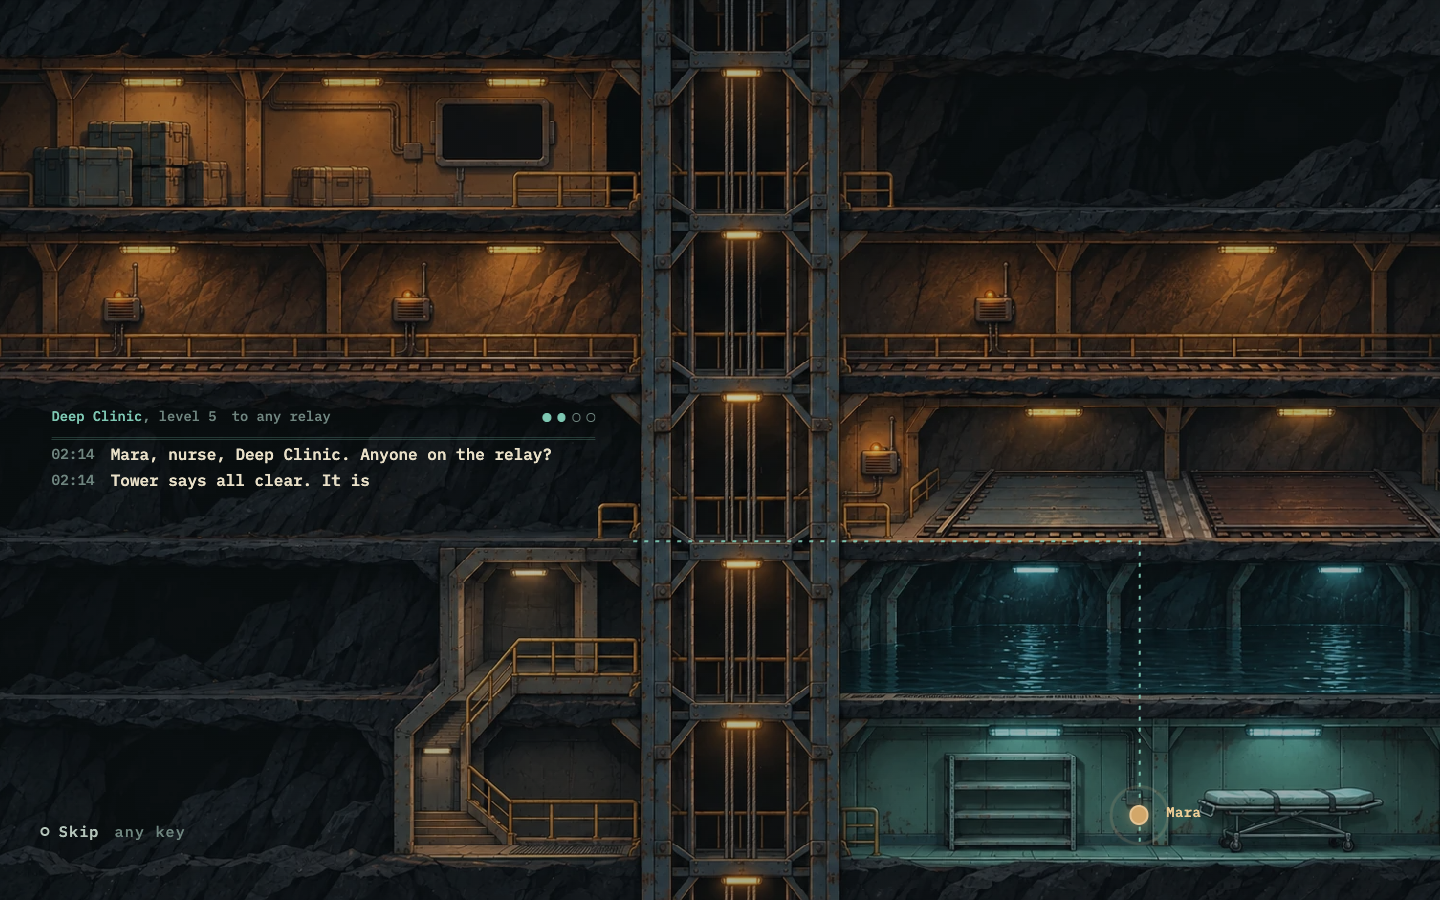 Deep Clinic, level 5 to any relay
02:14 Mara, nurse, Deep Clinic. Anyone on the relay?
02:14 Tower says all clear. It is
Mara
Skip any key